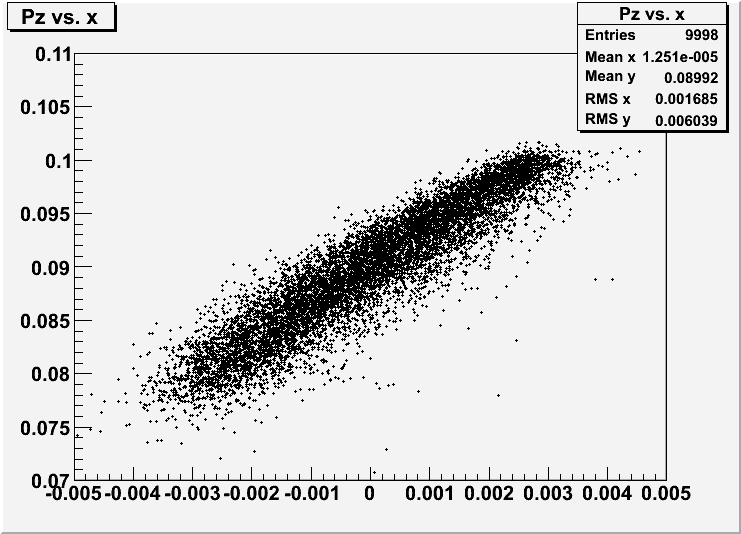 Pz vs. x
Pz vs. x
Entries 9998
Mean x 1.251e-005
Mean y 0.08992
RMS x 0.001685
RMS y 0.006039
0.11
0.105
0.1
0.095
0.09
0.085
0.08
0.075
0.07
-0.005 -0.004 -0.003 -0.002 -0.001 0 0.001 0.002 0.003 0.004 0.005